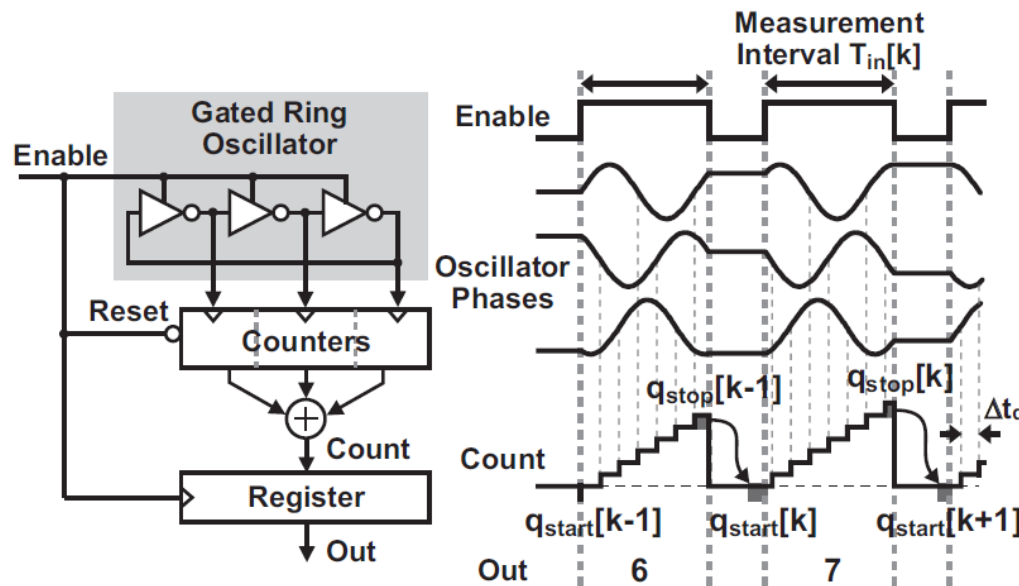 Gated Ring
Oscillator
Enable
Reset
Counters
+
Count
Register
Out
Measurement
Interval Tin[k]
Enable
Oscillator
Phases
qstop[k-1]
qstop[k]
Δtq
Count
qstart[k-1]
qstart[k]
qstart[k+1]
Out
6
7